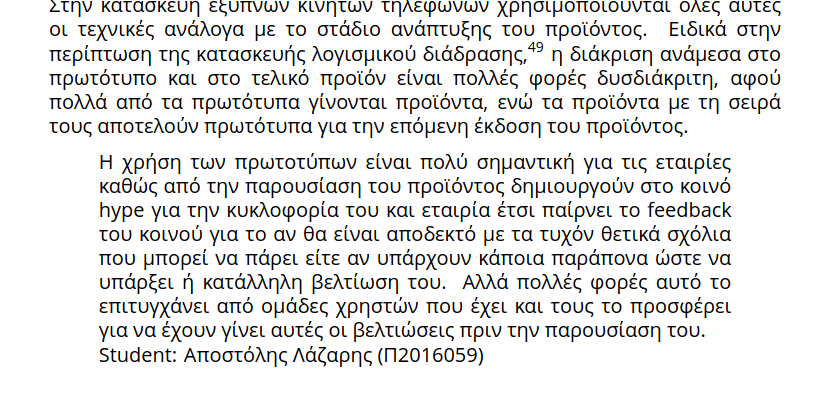 Στην κατασκευή έξυπνων κινητών τηλεφώνων χρησιμοποιούνται όλες αυτές
οι τεχνικές ανάλογα με το στάδιο ανάπτυξης του προϊόντος. Ειδικά στην
περίπτωση της κατασκευής λογισμικού διάδρασης,49 η διάκριση ανάμεσα στο
πρωτότυπο και στο τελικό προϊόν είναι πολλές φορές δυσδιάκριτη, αφού
πολλά από τα πρωτότυπα γίνονται προϊόντα, ενώ τα προϊόντα με τη σειρά
τους αποτελούν πρωτότυπα για την επόμενη έκδοση του προϊόντος.
Η χρήση των πρωτοτύπων είναι πολύ σημαντική για τις εταιρίες
καθώς από την παρουσίαση του προϊόντος δημιουργούν στο κοινό
hype για την κυκλοφορία του και εταιρία έτσι παίρνει το feedback
του κοινού για το αν θα είναι αποδεκτό με τα τυχόν θετικά σχόλια
που μπορεί να πάρει είτε αν υπάρχουν κάποια παράπονα ώστε να
υπάρξει ή κατάλληλη βελτίωση του. Αλλά πολλές φορές αυτό το
επιτυγχάνει από ομάδες χρηστών που έχει και τους το προσφέρει
για να έχουν γίνει αυτές οι βελτιώσεις πριν την παρουσίαση του.
Student: Αποστόλης Λάζαρης (Π2016059)